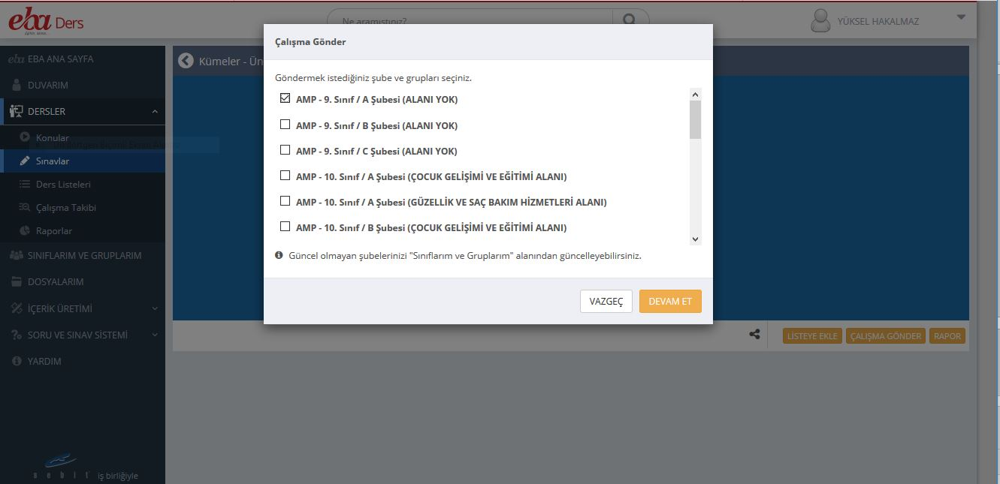 eba Ders
Ne aramıştınız?
YÜKSEL HAKALMAZ
eba EBA ANA SAYFA
DUVARIM
DERSLER
Konular
Sınavlar
Ders Listeleri
Çalışma Takibi
Raporlar
SINIFLARIM VE GRUPLARIM
DOSYALARIM
İÇERİK ÜRETİMİ
SORU VE SINAV SİSTEMİ
YARDIM
sebit iş birliğiyle
Kümeler - Ün
Çalışma Gönder
Göndermek istediğiniz şube ve grupları seçiniz.
AMP - 9. Sınıf / A Şubesi (ALANI YOK)
AMP - 9. Sınıf / B Şubesi (ALANI YOK)
AMP - 9. Sınıf / C Şubesi (ALANI YOK)
AMP - 10. Sınıf / A Şubesi (ÇOCUK GELİŞİMİ VE EĞİTİMİ ALANI)
AMP - 10. Sınıf / A Şubesi (GÜZELLİK VE SAÇ BAKIM HİZMETLERİ ALANI)
AMP - 10. Sınıf / B Şubesi (ÇOCUK GELİŞİMİ VE EĞİTİMİ ALANI)
Güncel olmayan şubelerinizi "Sınıflarım ve Gruplarım" alanından güncelleyebilirsiniz.
VAZGEÇ DEVAM ET
LİSTEYE EKLE ÇALIŞMA GÖNDER RAPOR